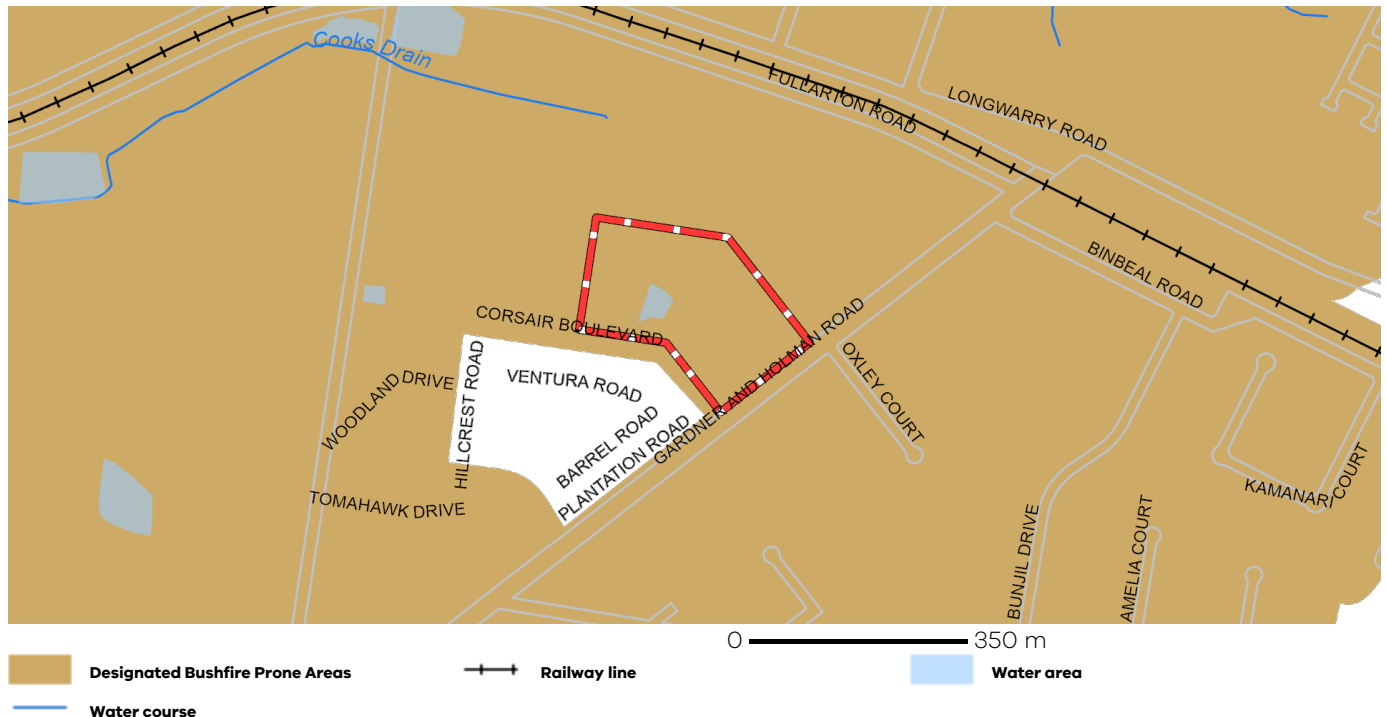 Cooks Drain
FULLARTON ROAD
LONGWARRY ROAD
BINBEAL ROAD
CORSAIR BOULEVARD
GARDNER AND HOLMAN ROAD
OXLEY COURT
VENTURA ROAD
WOODLAND DRIVE
HILLCREST ROAD
BARREL ROAD
PLANTATION ROAD
TOMAHAWK DRIVE
KAMANAR COURT
BUNJIL DRIVE
AMELIA COURT
0 350 m
Designated Bushfire Prone Areas
Railway line
Water area
Water course